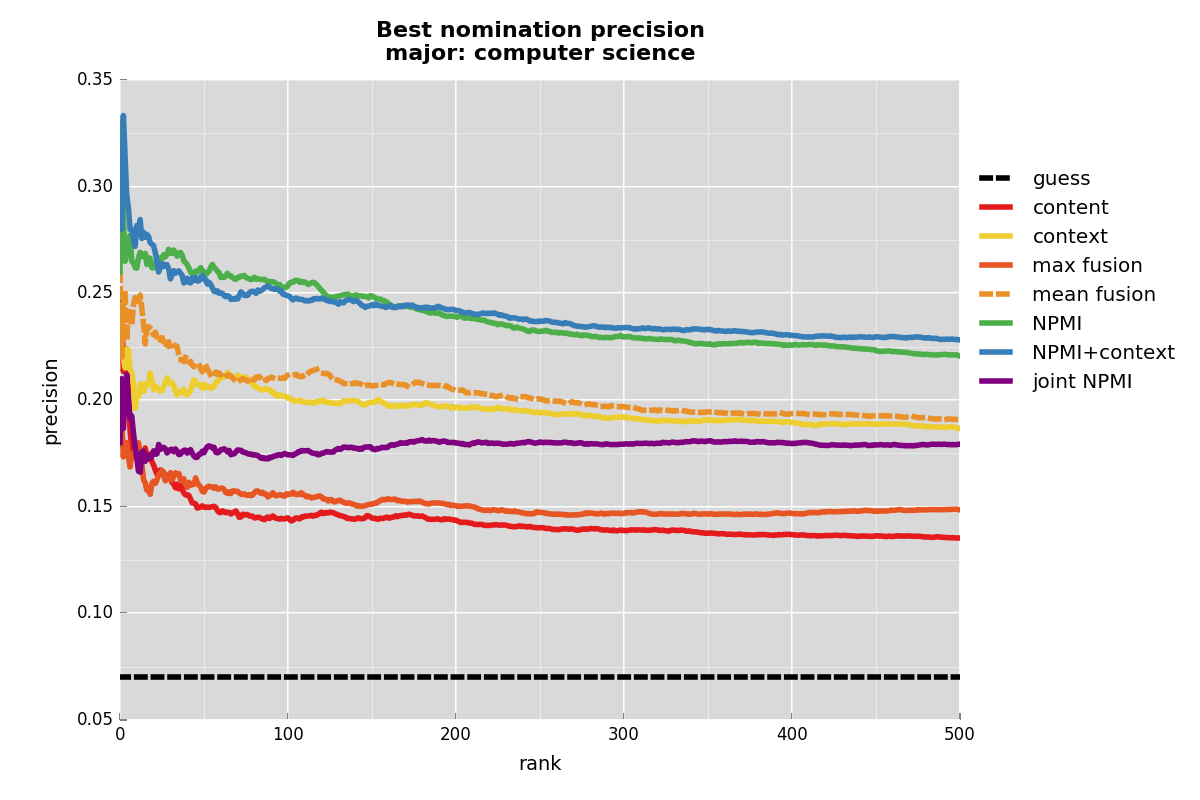 Best nomination precision
major: computer science
precision
0.35
0.30
0.25
0.20
0.15
0.10
0.05
0
100
200
300
400
500
rank
guess
content
context
max fusion
mean fusion
NPMI
NPMI+context
joint NPMI